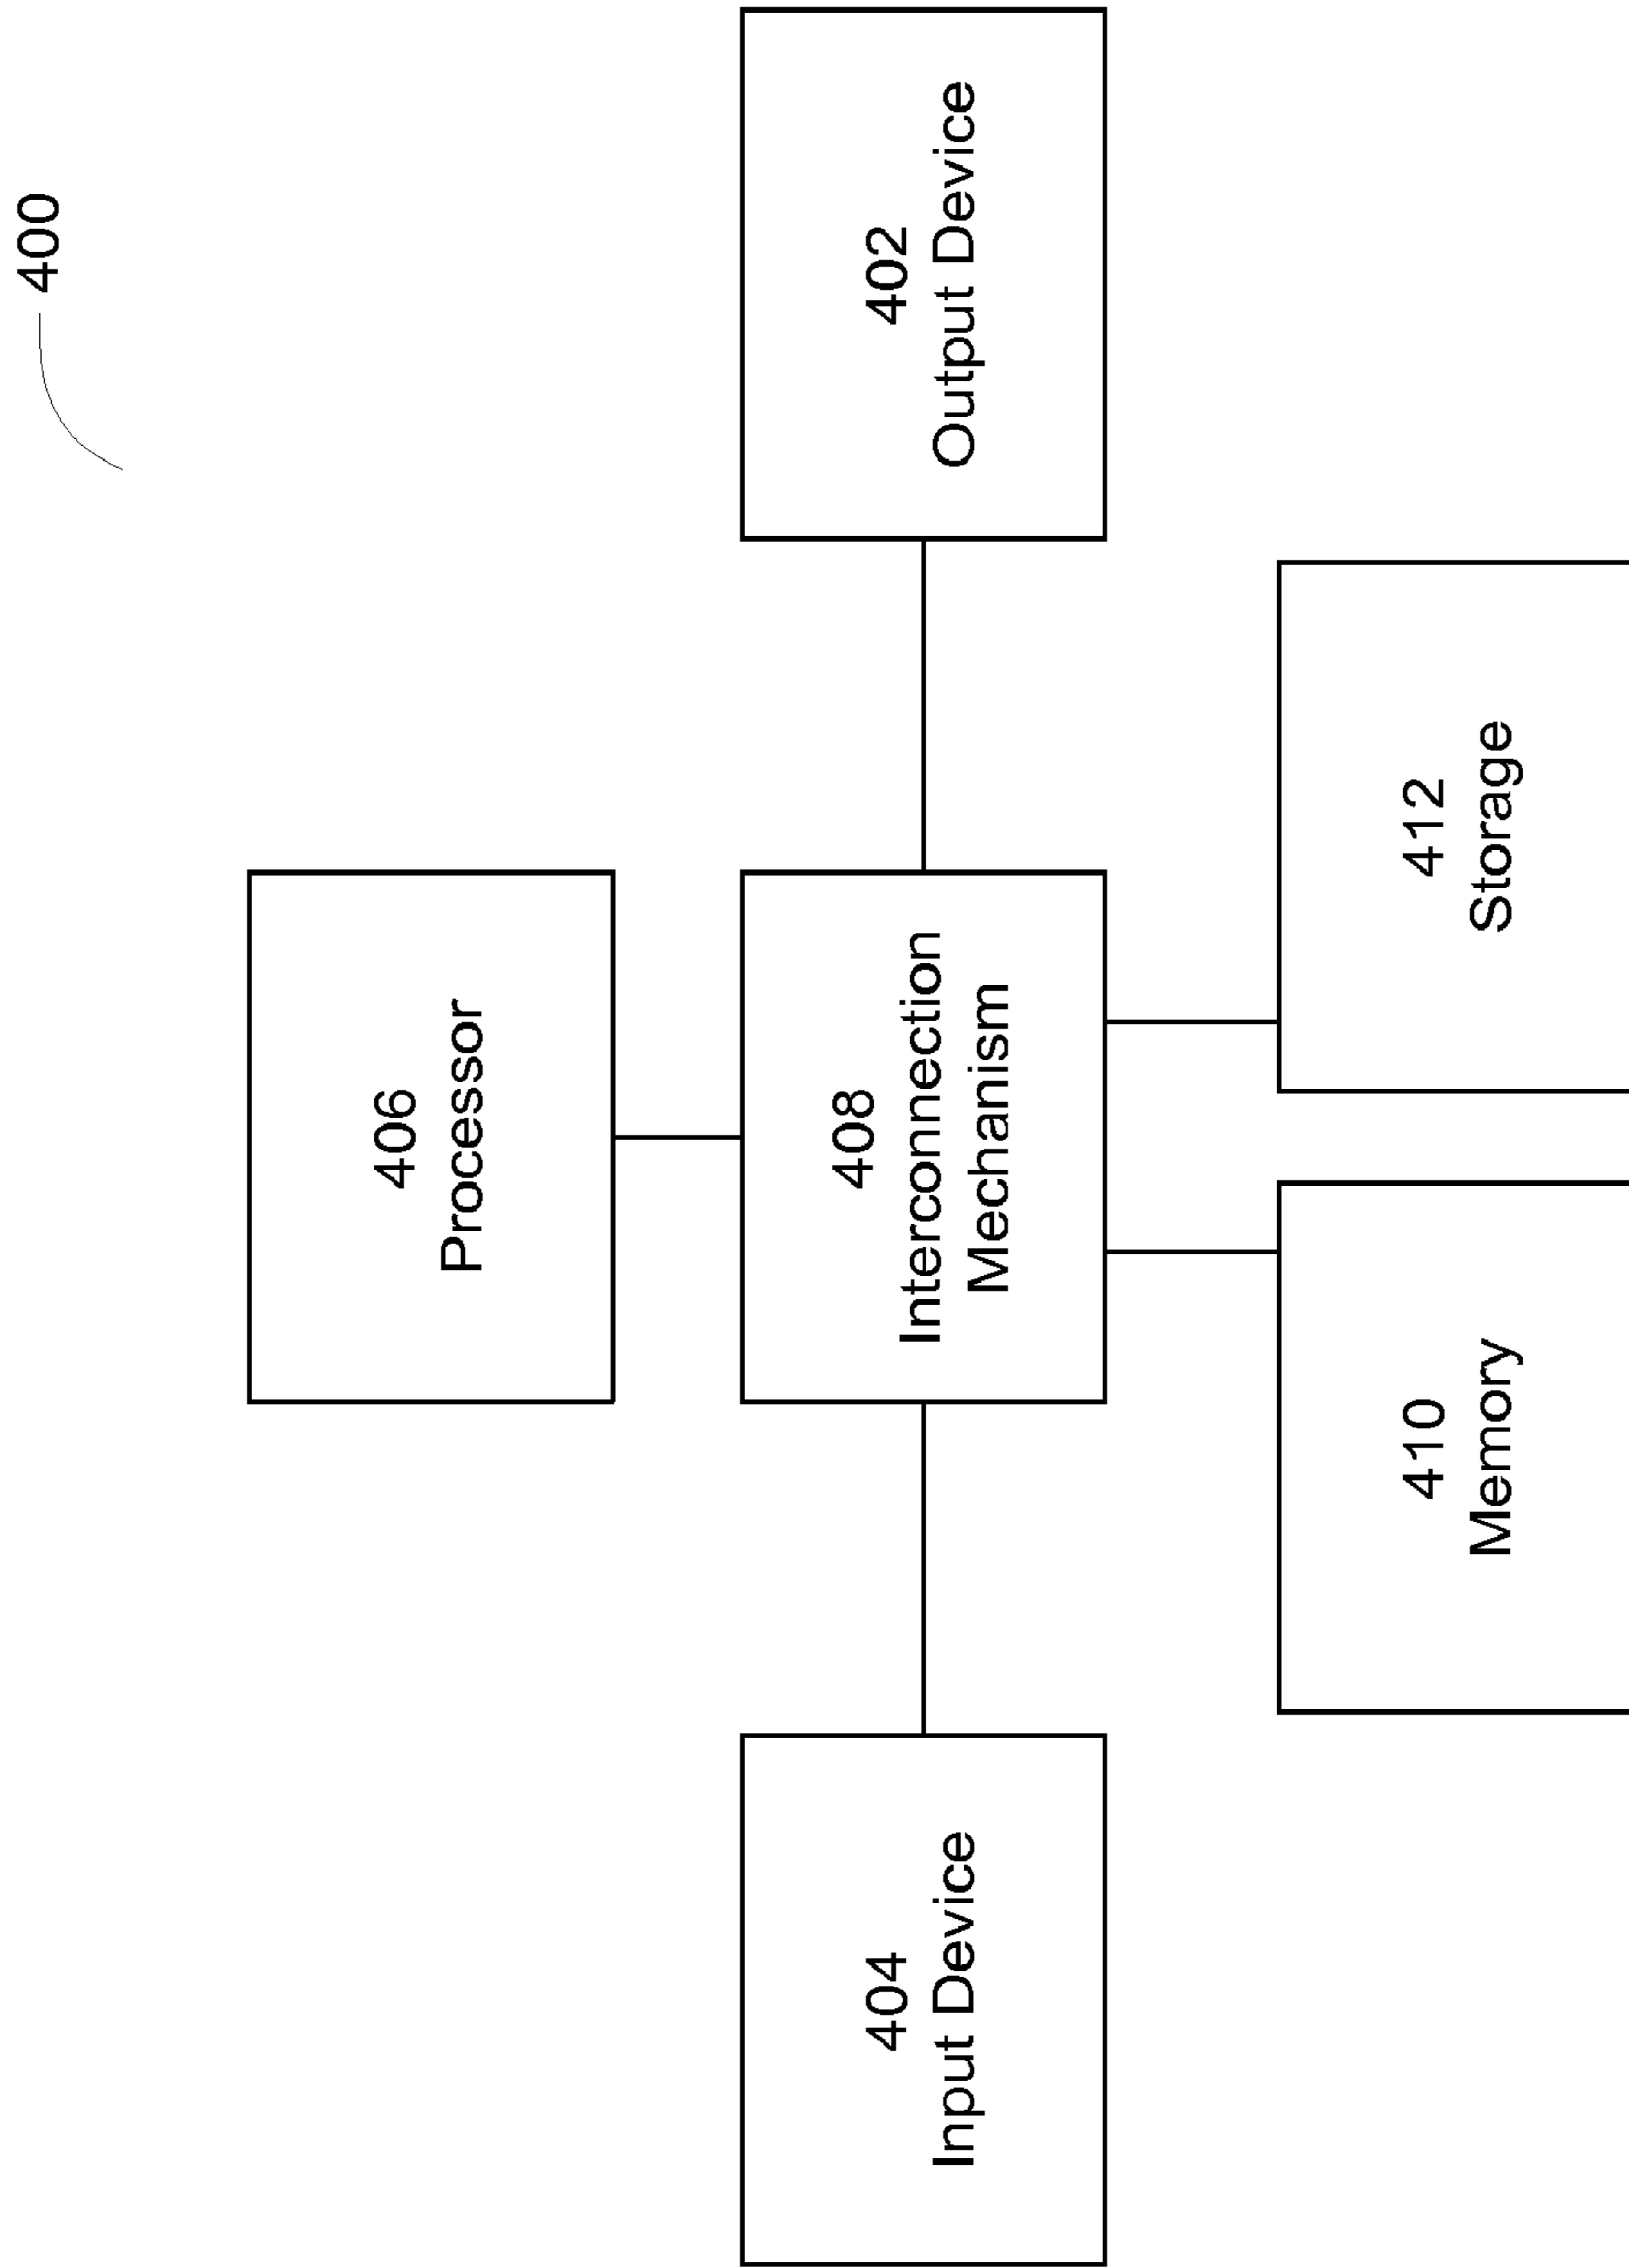 400
406
Processor
404
Input Device
408
Interconnection
Mechanism
402
Output Device
410
Memory
412
Storage